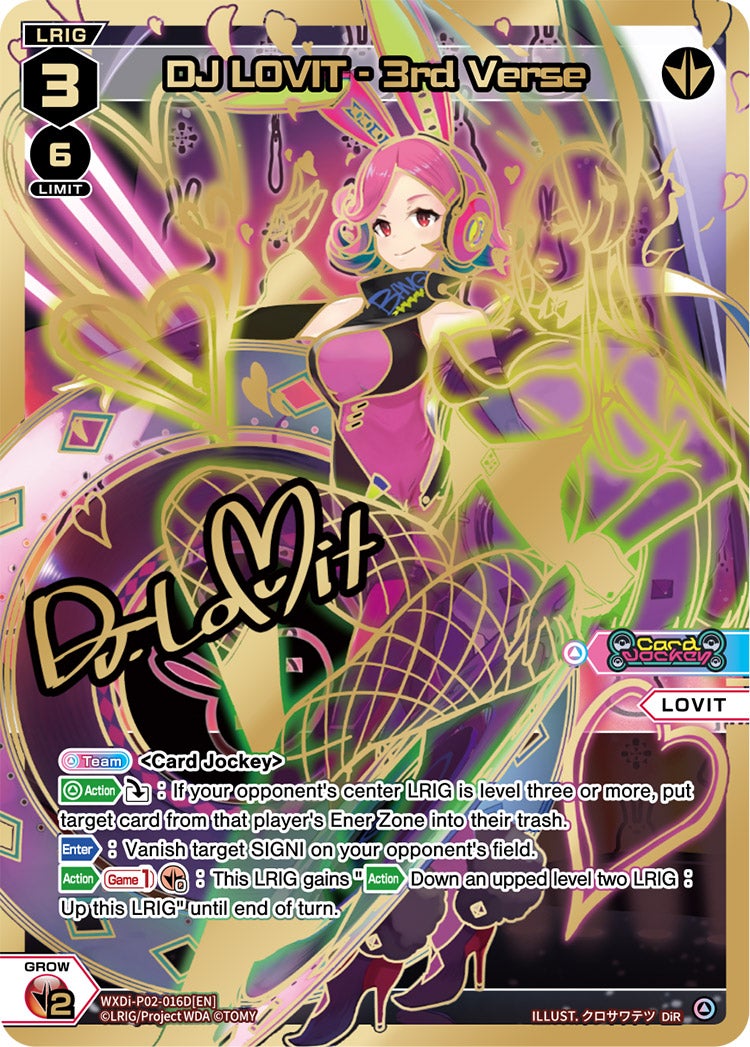 LRIG
3
DJ LOVIT - 3rd Verse
6
LIMIT
BANG
DJ.LOVIT
Card
Jockey
LOVIT
Team <Card Jockey>
Action : If your opponent's center LRIG is level three or more, put
target card from that player's Ener Zone into their trash.
Enter : Vanish target SIGNI on your opponent's field.
Action Game 1 G : This LRIG gains " Action Down an upped level two LRIG :
Up this LRIG" until end of turn.
GROW
2
WXDi-P02-016D[EN]
©LRIG/Project WDA ©TOMY
ILLUST. クロサワテツ DiR